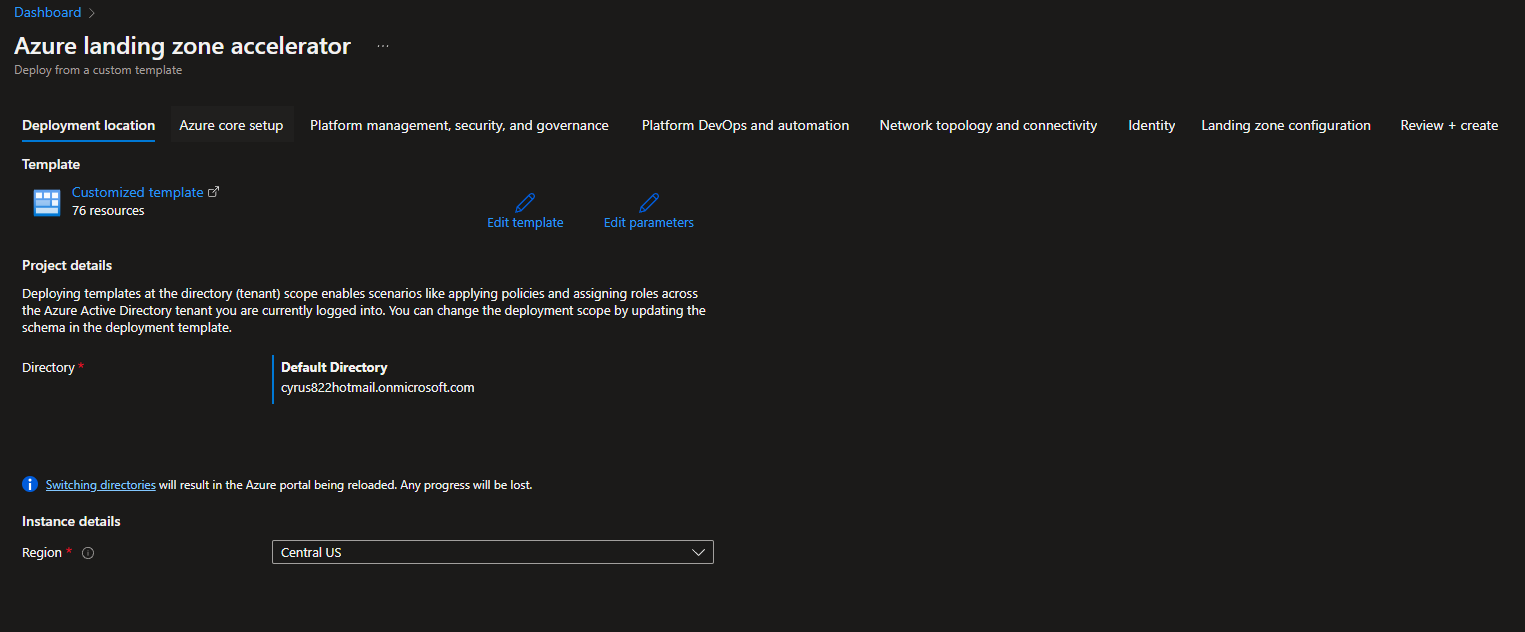 Dashboard
Azure landing zone accelerator ...
Deploy from a custom template
Deployment location Azure core setup Platform management, security, and governance Platform DevOps and automation Network topology and connectivity Identity Landing zone configuration Review + create
Template
Customized template
76 resources
Edit template Edit parameters
Project details
Deploying templates at the directory (tenant) scope enables scenarios like applying policies and assigning roles across
the Azure Active Directory tenant you are currently logged into. You can change the deployment scope by updating the
schema in the deployment template.
Directory * Default Directory
cyrus822hotmail.onmicrosoft.com
Switching directories will result in the Azure portal being reloaded. Any progress will be lost.
Instance details
Region * Central US